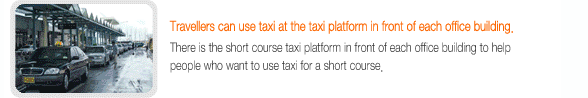 Travellers can use taxi at the taxi platform in front of each office building.
There is the short course taxi platform in front of each office building to help
people who want to use taxi for a short course.